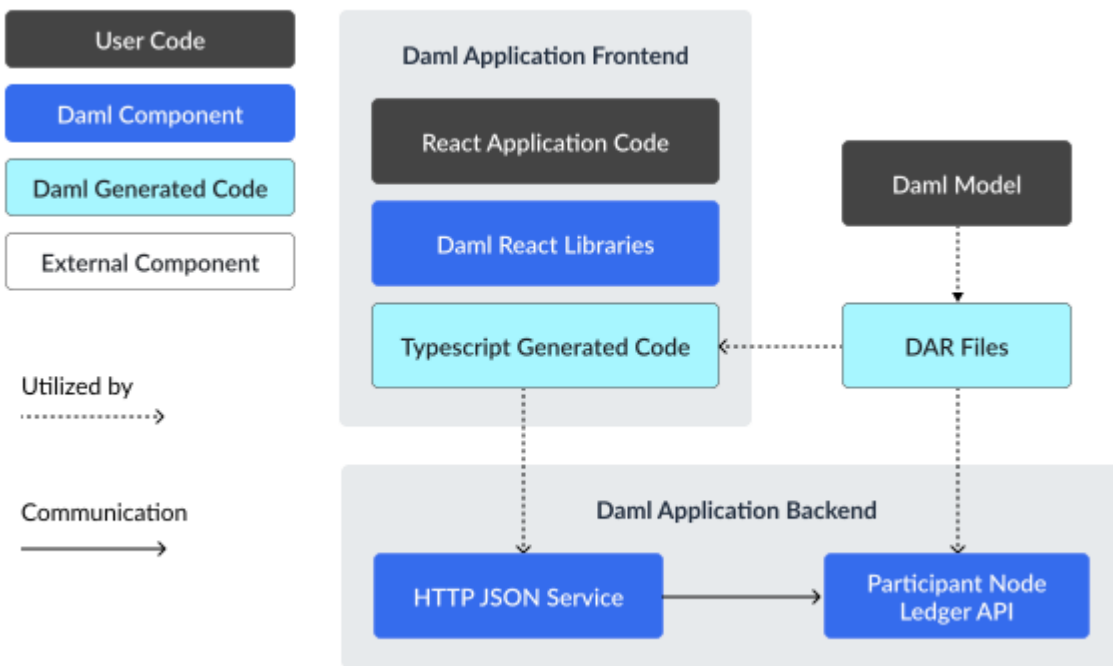 User Code
Daml Component
Daml Generated Code
External Component
Utilized by
Communication
Daml Application Frontend
React Application Code
Daml React Libraries
Typescript Generated Code
Daml Model
DAR Files
Daml Application Backend
HTTP JSON Service
Participant Node
Ledger API